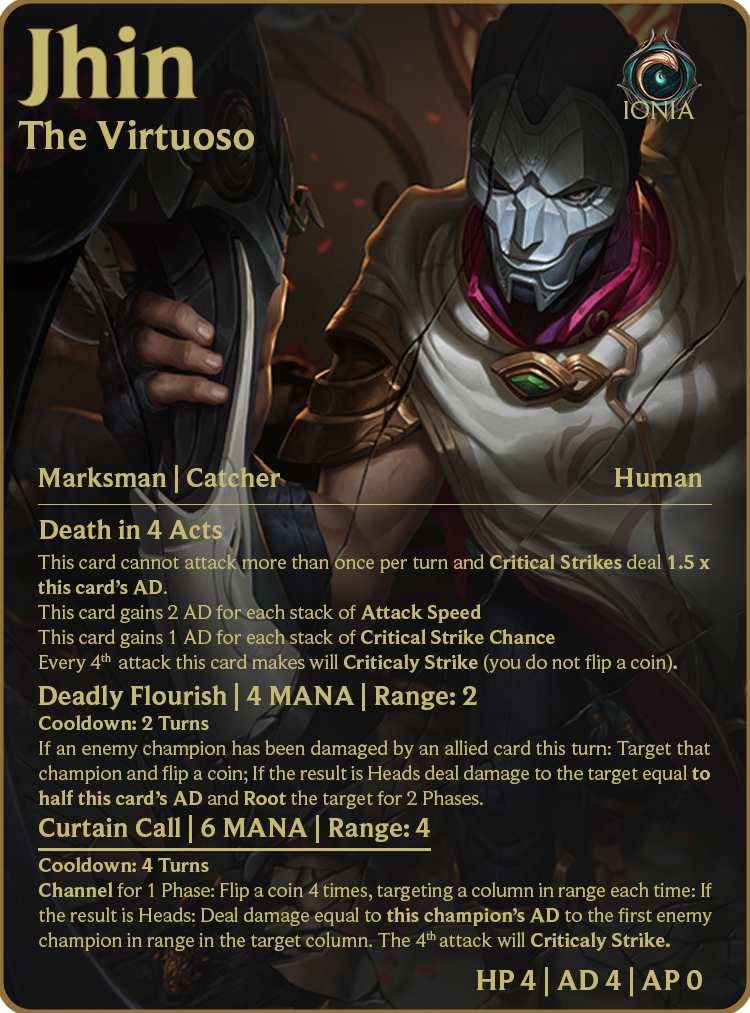 Jhin
IONIA
The Virtuoso
Marksman | Catcher
Human
Death in 4 Acts
This card cannot attack more than once per turn and Critical Strikes deal 1.5 x
this card's AD.
This card gains 2 AD for each stack of Attack Speed
This card gains 1 AD for each stack of Critical Strike Chance
Every 4th attack this card makes will Criticaly Strike (you do not flip a coin).
Deadly Flourish | 4 MANA | Range: 2
Cooldown: 2 Turns
If an enemy champion has been damaged by an allied card this turn: Target that
champion and flip a coin; If the result is Heads deal damage to the target equal to
half this card's AD and Root the target for 2 Phases.
Curtain Call | 6 MANA | Range: 4
Cooldown: 4 Turns
Channel for 1 Phase: Flip a coin 4 times, targeting a column in range each time: If
the result is Heads: Deal damage equal to this champion's AD to the first enemy
champion in range in the target column. The 4th attack will Criticaly Strike.
HP 4 | AD 4 | AP 0